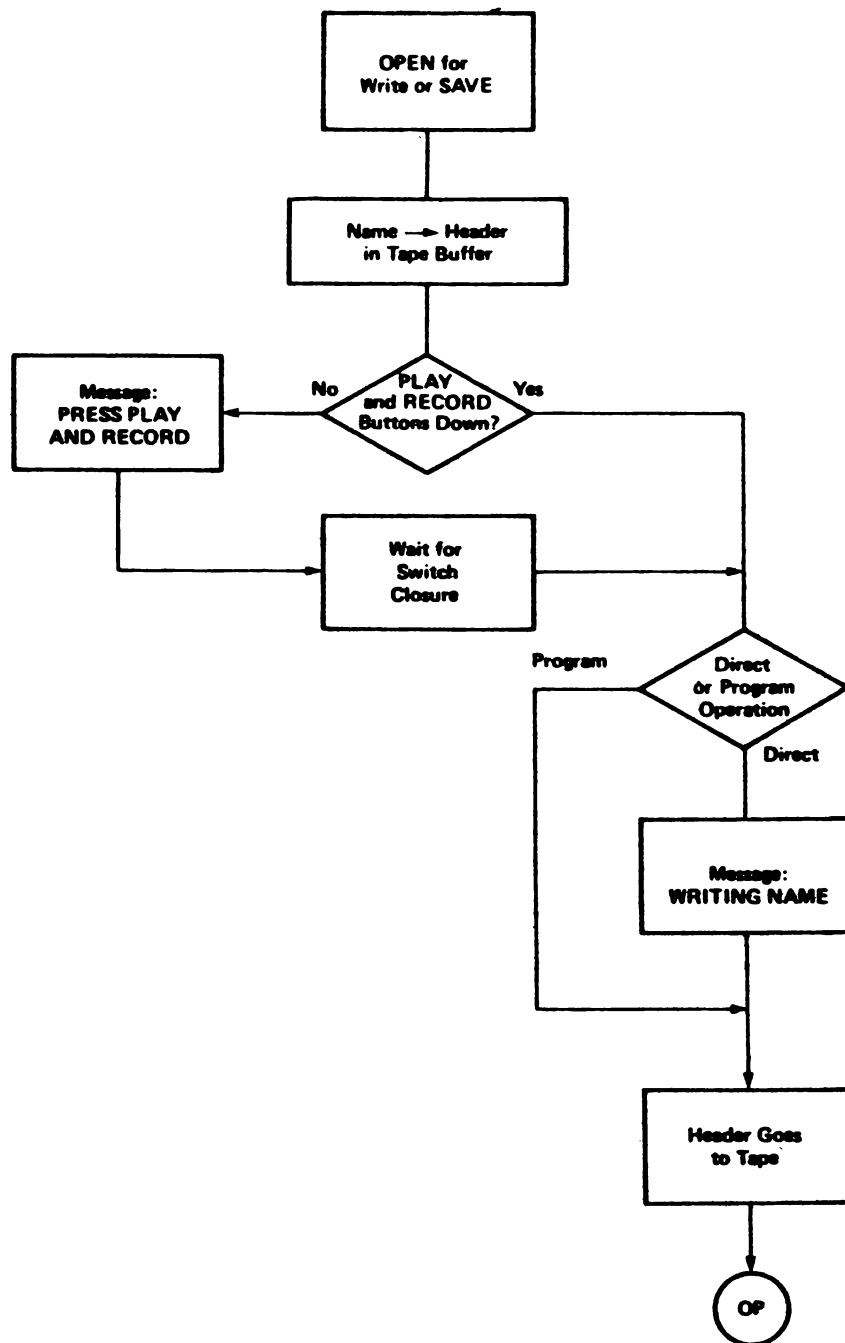 OPEN for
Write or SAVE
Name → Header
in Tape Buffer
No
PLAY
and RECORD
Buttons Down?
Yes
Message:
PRESS PLAY
AND RECORD
Wait for
Switch
Closure
Program
Direct
or Program
Operation
Direct
Message:
WRITING NAME
Header Goes
to Tape
OP